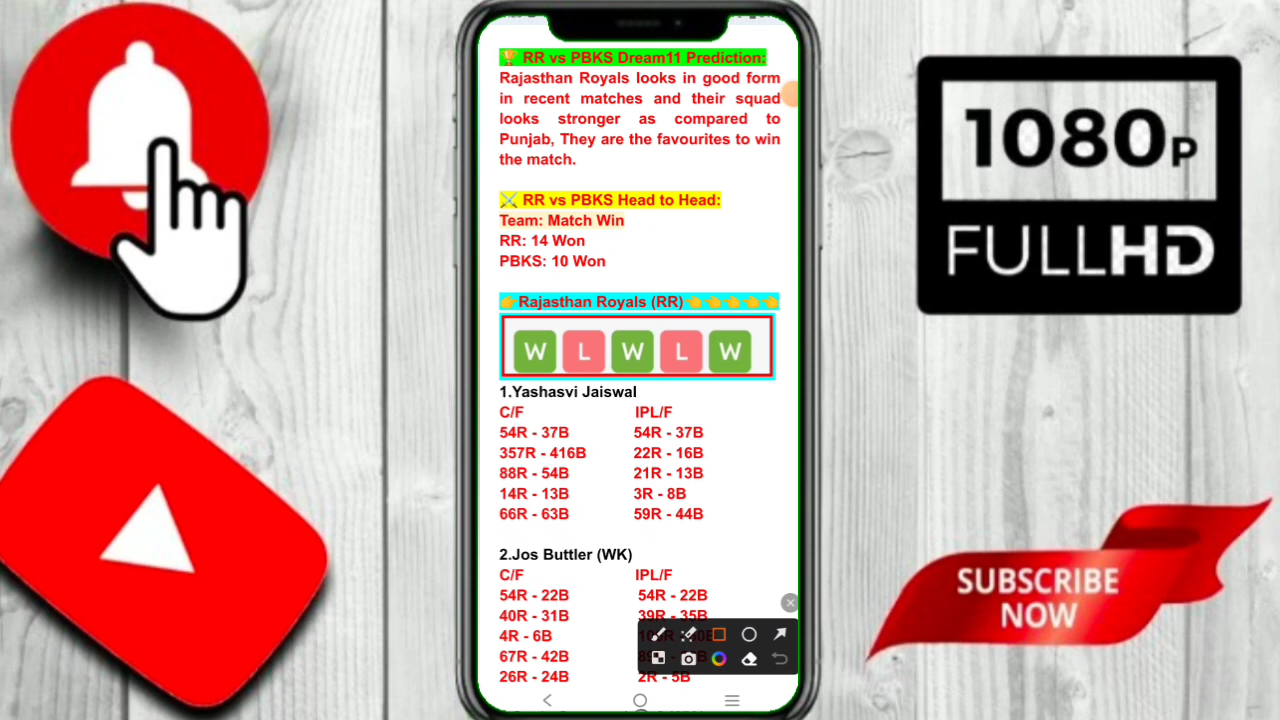 🏆 RR vs PBKS Dream11 Prediction:
Rajasthan Royals looks in good form
in recent matches and their squad
looks stronger as compared to
Punjab, They are the favourites to win
the match.
⚔️ RR vs PBKS Head to Head:
Team: Match Win
RR: 14 Won
PBKS: 10 Won
👉Rajasthan Royals (RR)👈👈👈👈👈
W L W L W
1.Yashasvi Jaiswal
C/F IPL/F
54R - 37B 54R - 37B
357R - 416B 22R - 16B
88R - 54B 21R - 13B
14R - 13B 3R - 8B
66R - 63B 59R - 44B
2.Jos Buttler (WK)
C/F IPL/F
54R - 22B 54R - 22B
40R - 31B 39R - 35B
4R - 6B
67R - 42B
26R - 24B 2R - 5B
1080P
FULLHD
SUBSCRIBE
NOW